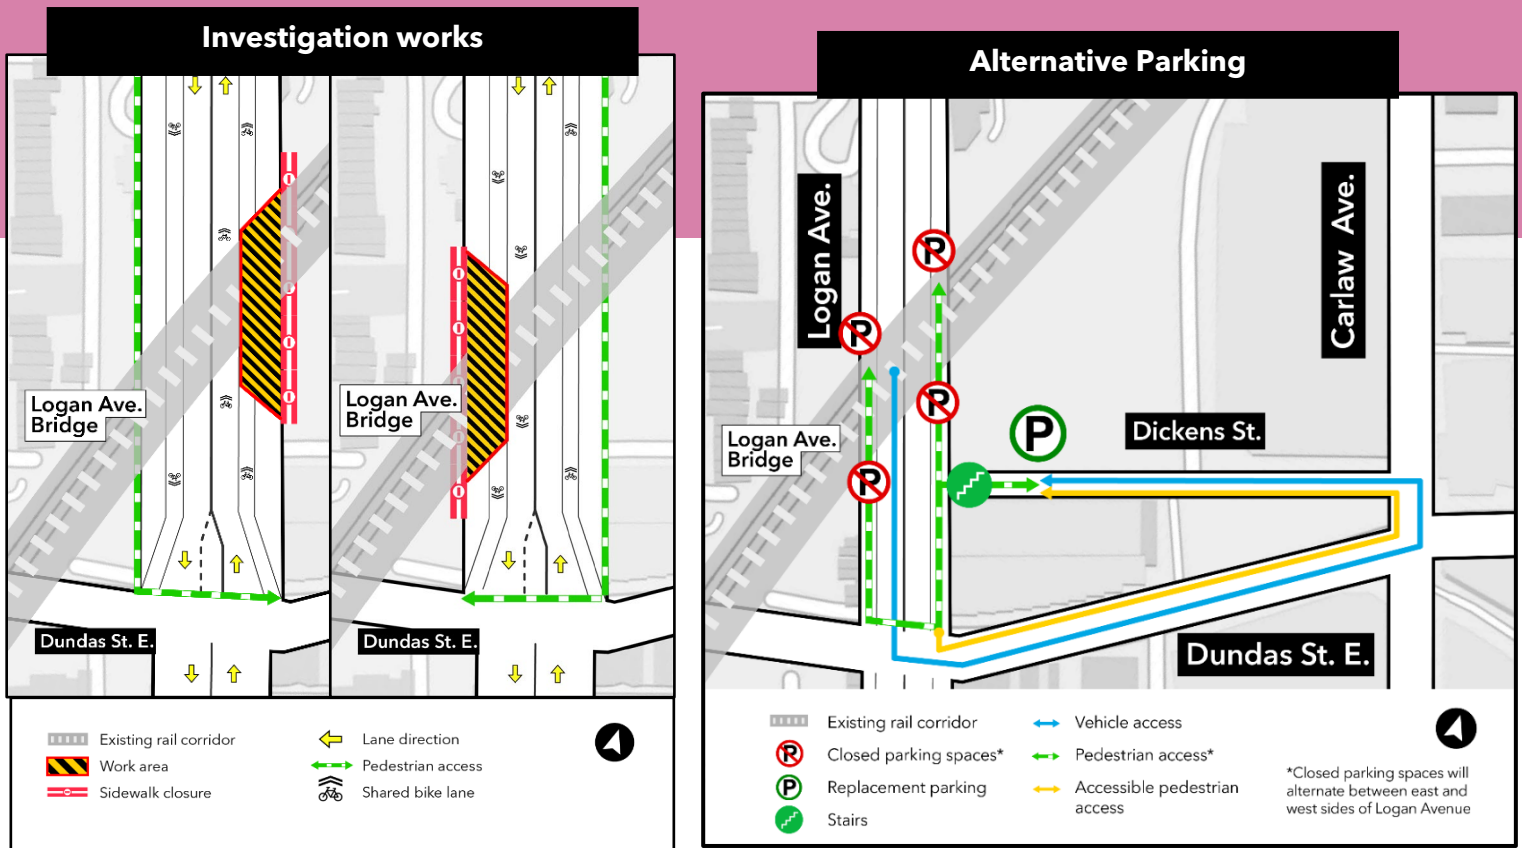 Investigation works
Logan Ave.
Bridge
Dundas St. E.
Logan Ave.
Bridge
Dundas St. E.
Existing rail corridor
Work area
Sidewalk closure
Lane direction
Pedestrian access
Shared bike lane
Alternative Parking
Logan Ave.
Carlaw Ave.
P
P
P
P
P
Dickens St.
Logan Ave.
Bridge
Dundas St. E.
Existing rail corridor
P
Closed parking spaces*
P
Replacement parking
Stairs
Vehicle access
Pedestrian access*
Accessible pedestrian
access
*Closed parking spaces will
alternate between east and
west sides of Logan Avenue